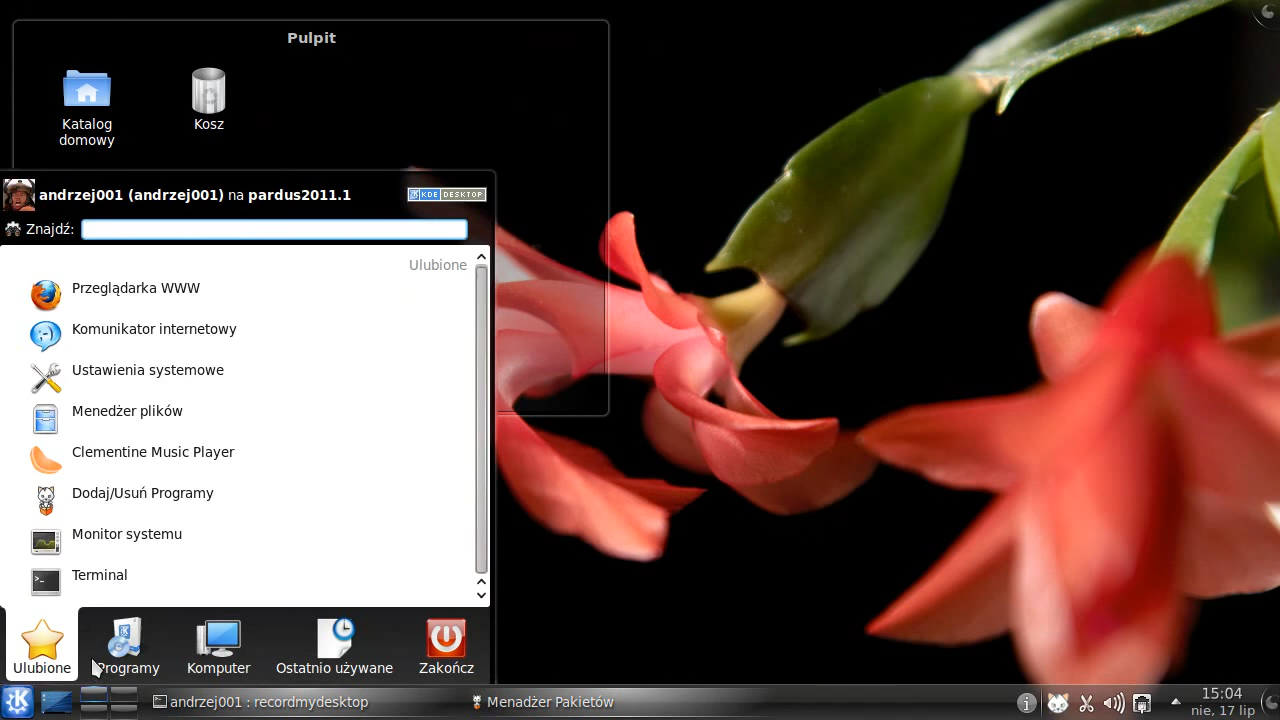 Pulpit
Katalog
domowy
Kosz
andrzej001 (andrzej001) na pardus2011.1
KDE DESKTOP
Znajdź:
Ulubione
Przeglądarka WWW
Komunikator internetowy
Ustawienia systemowe
Menedżer plików
Clementine Music Player
Dodaj/Usuń Programy
Monitor systemu
Terminal
Ulubione
Programy
Komputer
Ostatnio używane
Zakończ
andrzej001 : recordmydesktop
Menadżer Pakietów
15:04
nie, 17 lip